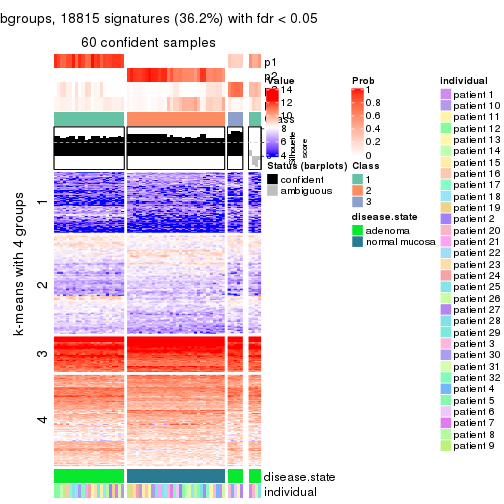 bgroups, 18815 signatures (36.2%) with fdr < 0.05
60 confident samples
p1
p2
k-means with 4 groups
1
2
3
4
disease.state
individual
Value
14
12
10
8
6
4
silhouette
score
Status (barplots)
confident
ambiguous
Prob
1
0.8
0.6
0.4
0.2
0
Class
1
2
3
disease.state
adenoma
normal mucosa
individual
patient 1
patient 10
patient 11
patient 12
patient 13
patient 14
patient 15
patient 16
patient 17
patient 18
patient 19
patient 2
patient 20
patient 21
patient 22
patient 23
patient 24
patient 25
patient 26
patient 27
patient 28
patient 29
patient 3
patient 30
patient 31
patient 32
patient 4
patient 5
patient 6
patient 7
patient 8
patient 9